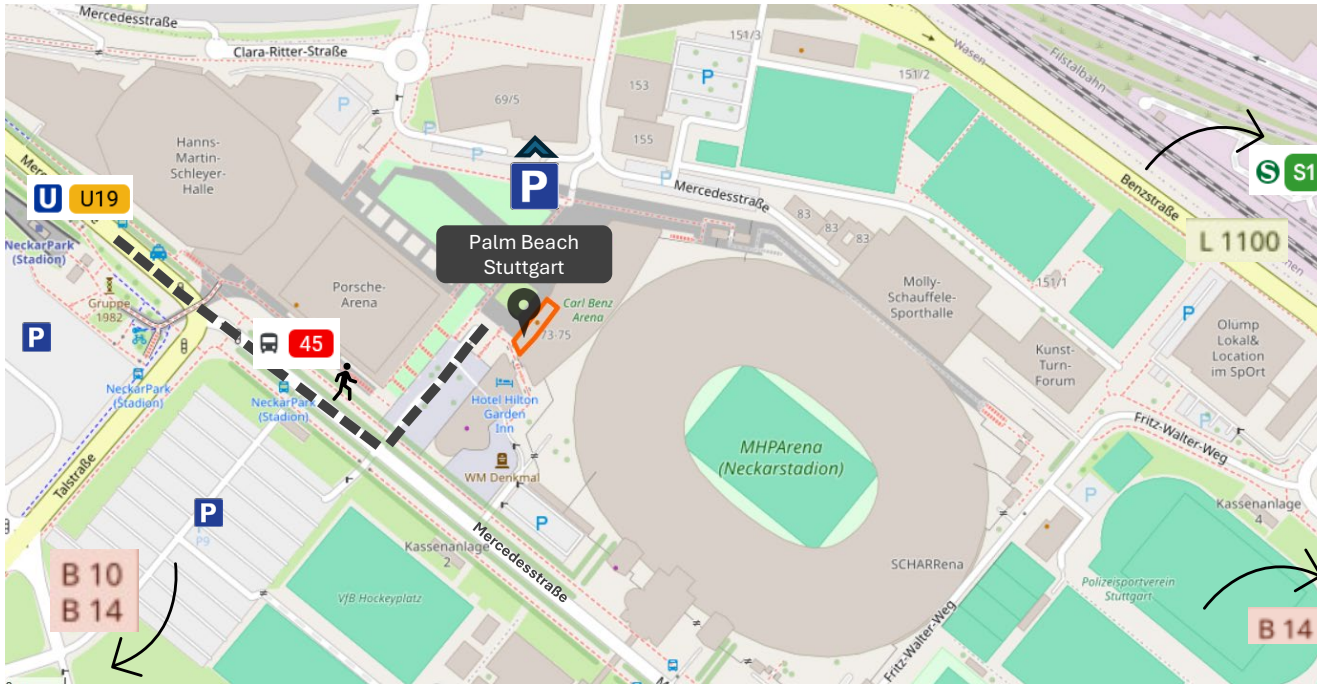 Mercedesstraße
Clara-Ritter-Straße
151/3
Wasen
Filstalbahn
P
153
151/2
69/5
P
P
155
P
P
Hanns-
Martin-
Schleyer-
Halle
P
Mercedesstraße
S
S1
Benzstraße
U
U19
83
83
83
L 1100
NeckarPark
(Stadion)
Palm Beach
Stuttgart
Porsche-
Arena
Molly-
Schauffele-
Sporthalle
151/1
Gruppe
1982
Carl Benz
Arena
73-75
P
P
Olump
Lokal&
Location
im SpOrt
45
Kunst-
Turn-
Forum
NeckarPark
(Stadion)
NeckarPark
(Stadion)
Hotel Hilton
Garden
Inn
Fritz-Walter-Weg
MHPArena
(Neckarstadion)
WM Denkmal
Talstraße
P
P9
P
P
Kassenanlage
4
Mercedesstraße
Kassenanlage
2
SCHARRena
B 10
B 14
VfB Hockeyplatz
Polizeisportverein
Stuttgart
B 14
Fritz-Walter-Weg